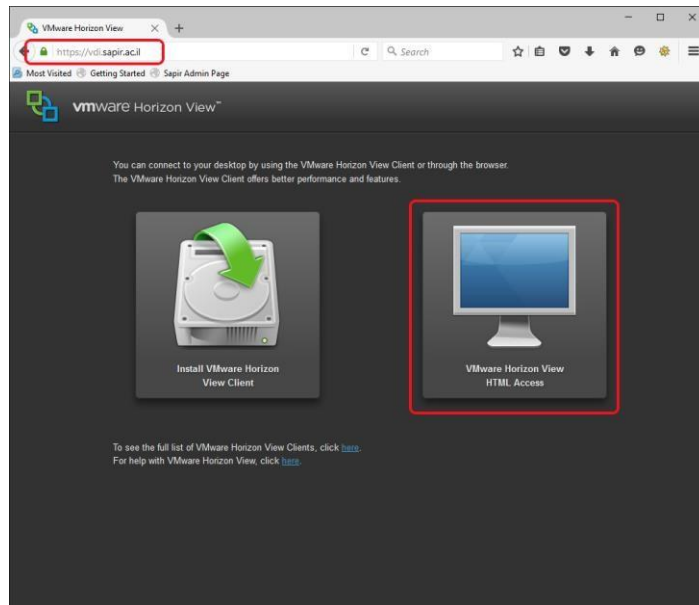 VMware Horizon View
https://vdi.sapir.ac.il
Search
Most Visited Getting Started Sapir Admin Page
vmware Horizon View™
You can connect to your desktop by using the VMware Horizon View Client or through the browser.
The VMware Horizon View Client offers better performance and features.
Install VMware Horizon
View Client
VMware Horizon View
HTML Access
To see the full list of VMware Horizon View Clients, click here.
For help with VMware Horizon View, click here.